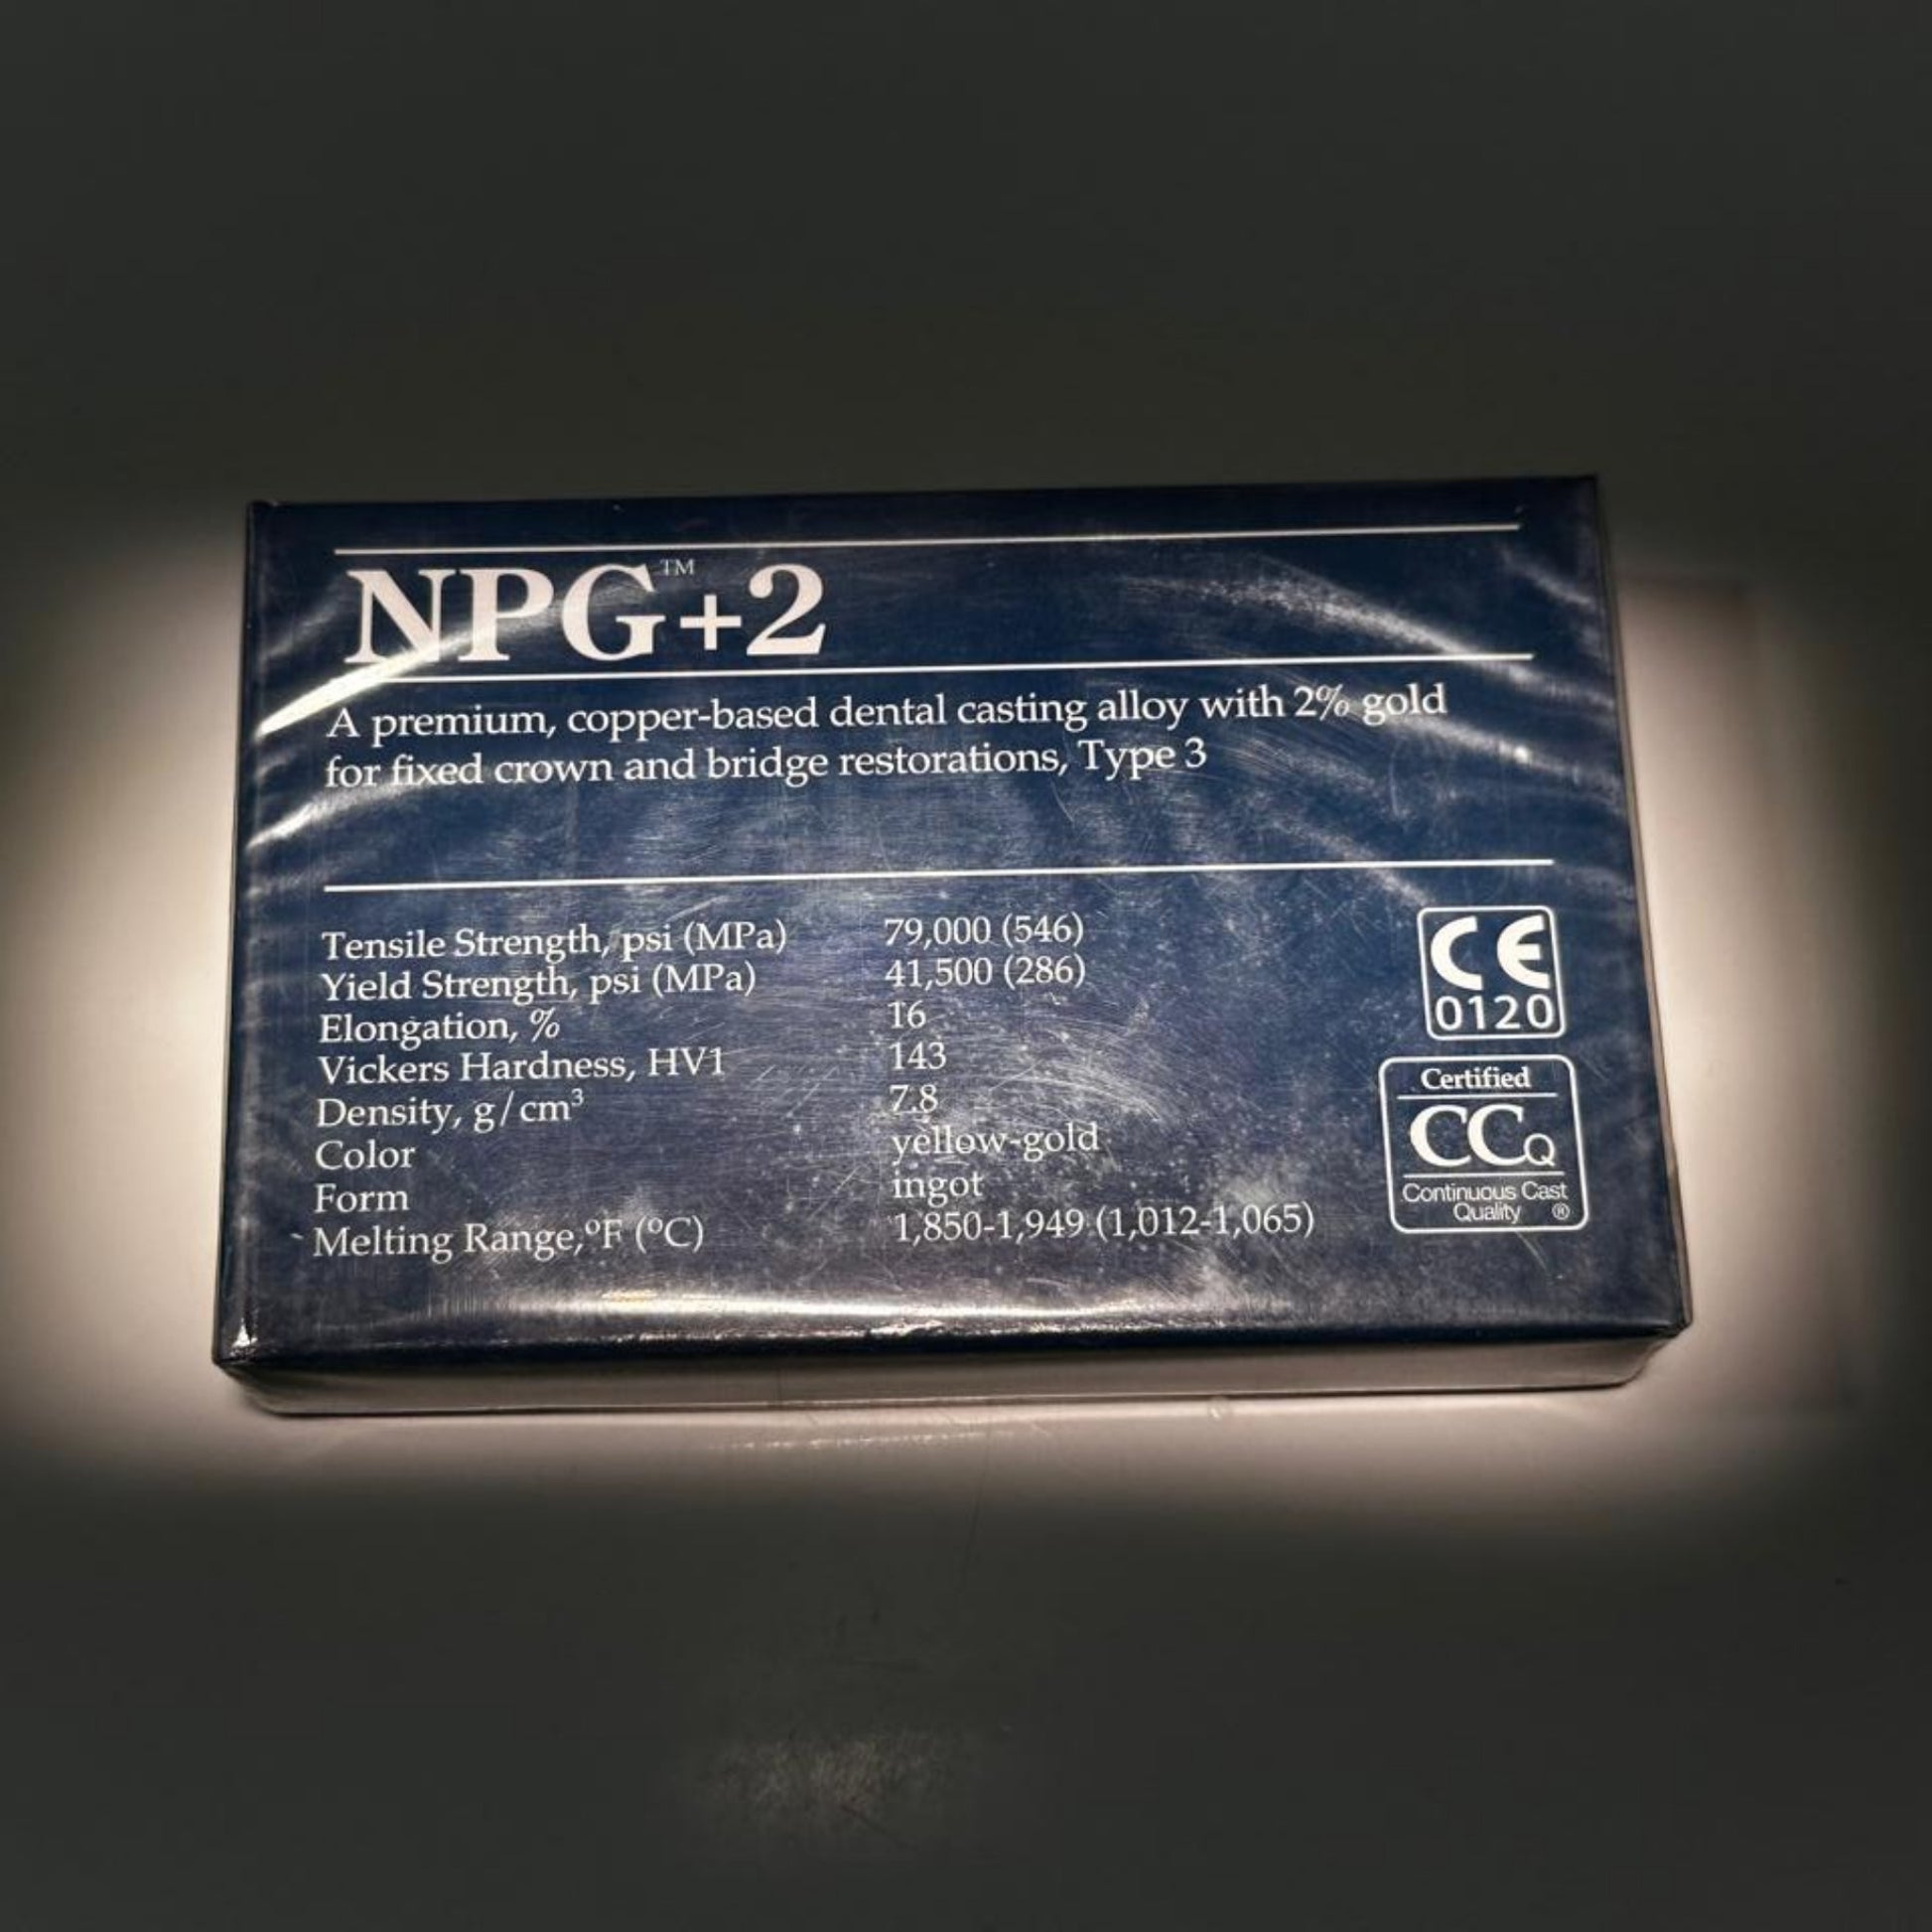 NPG™+2
A premium, copper-based dental casting alloy with 2% gold
for fixed crown and bridge restorations, Type 3
Tensile Strength, psi (MPa) 79,000 (546)
Yield Strength, psi (MPa) 41,500 (286)
Elongation, % 16
Vickers Hardness, HV1 143
Density, g/cm³ 7.8
Color yellow-gold
Form ingot
Melting Range,ºF (ºC) 1,850-1,949 (1,012-1,065)
CE
0120
Certified
CCQ
Continuous Cast
Quality ®